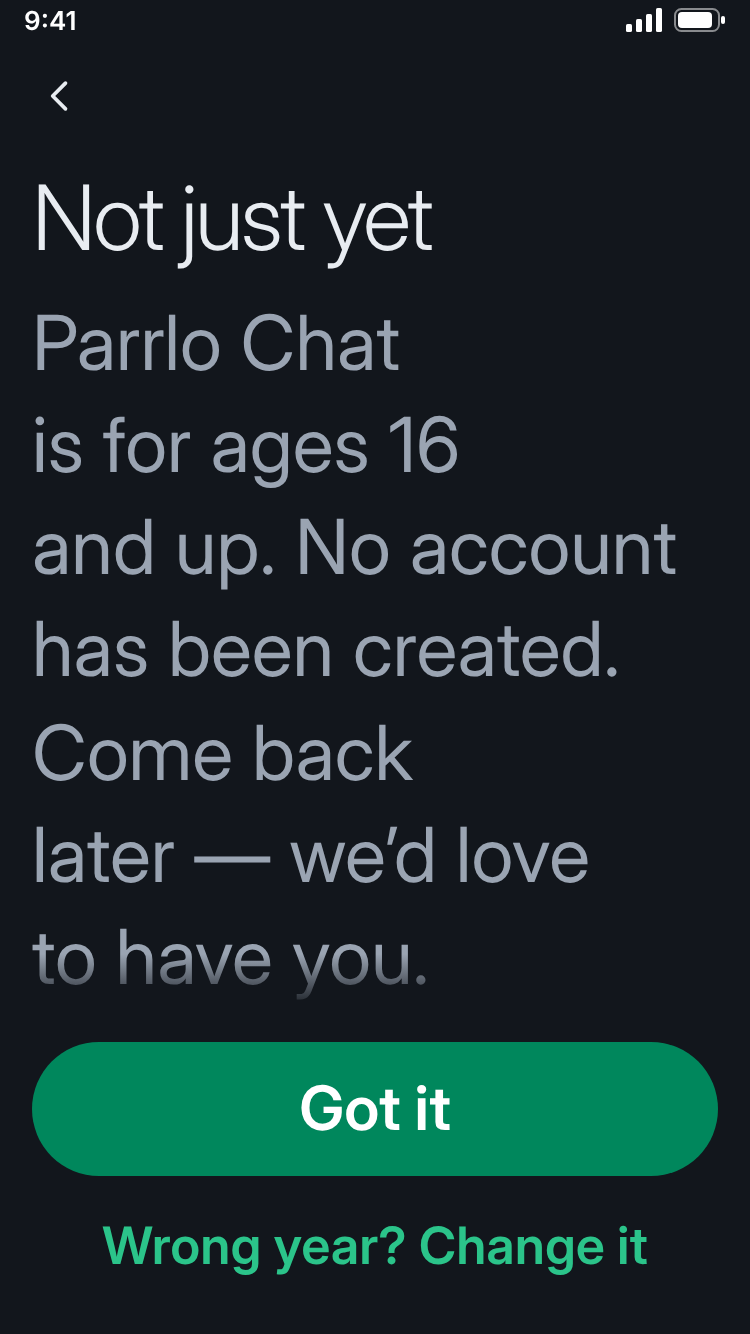 9:41
Not just yet
Parrlo Chat
is for ages 16
and up. No account
has been created.
Come back
later — we’d love
to have you.
Got it
Wrong year? Change it